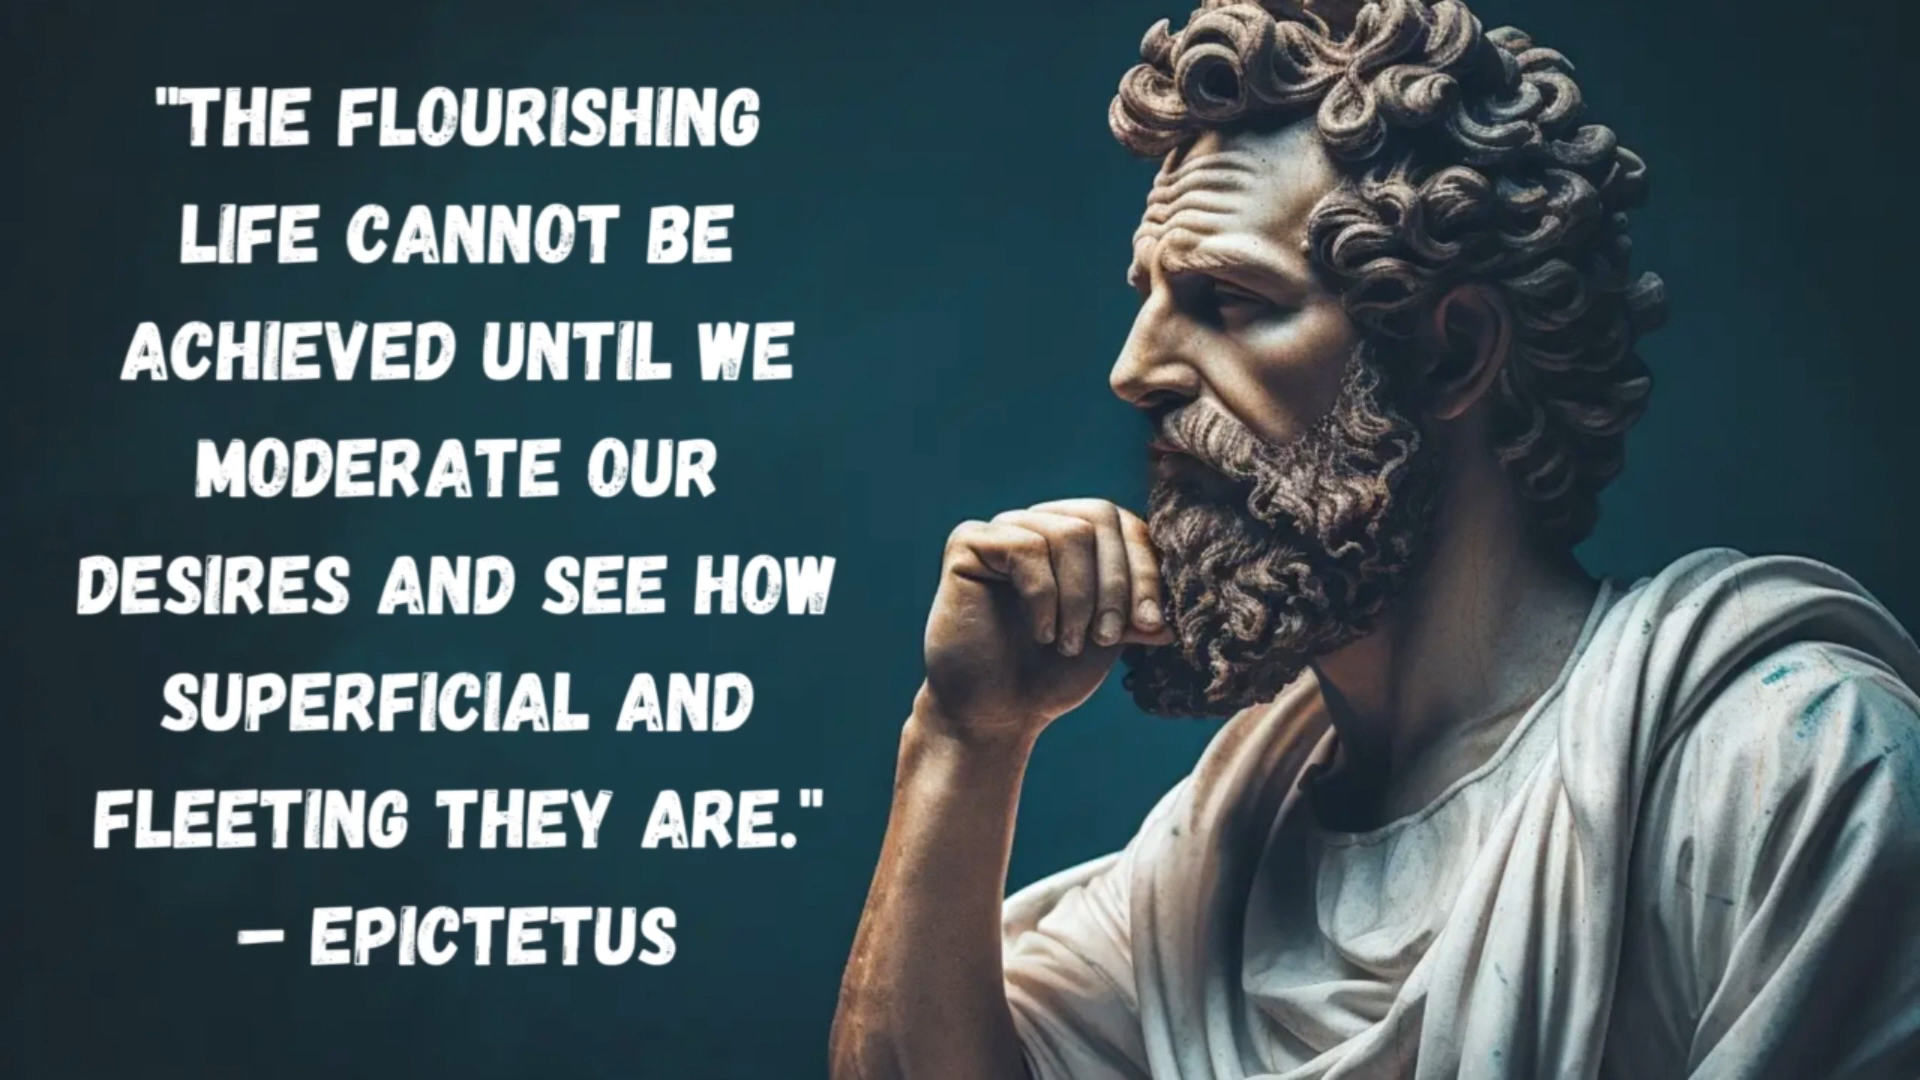 "THE FLOURISHING
LIFE CANNOT BE
ACHIEVED UNTIL WE
MODERATE OUR
DESIRES AND SEE HOW
SUPERFICIAL AND
FLEETING THEY ARE."
– EPICTETUS